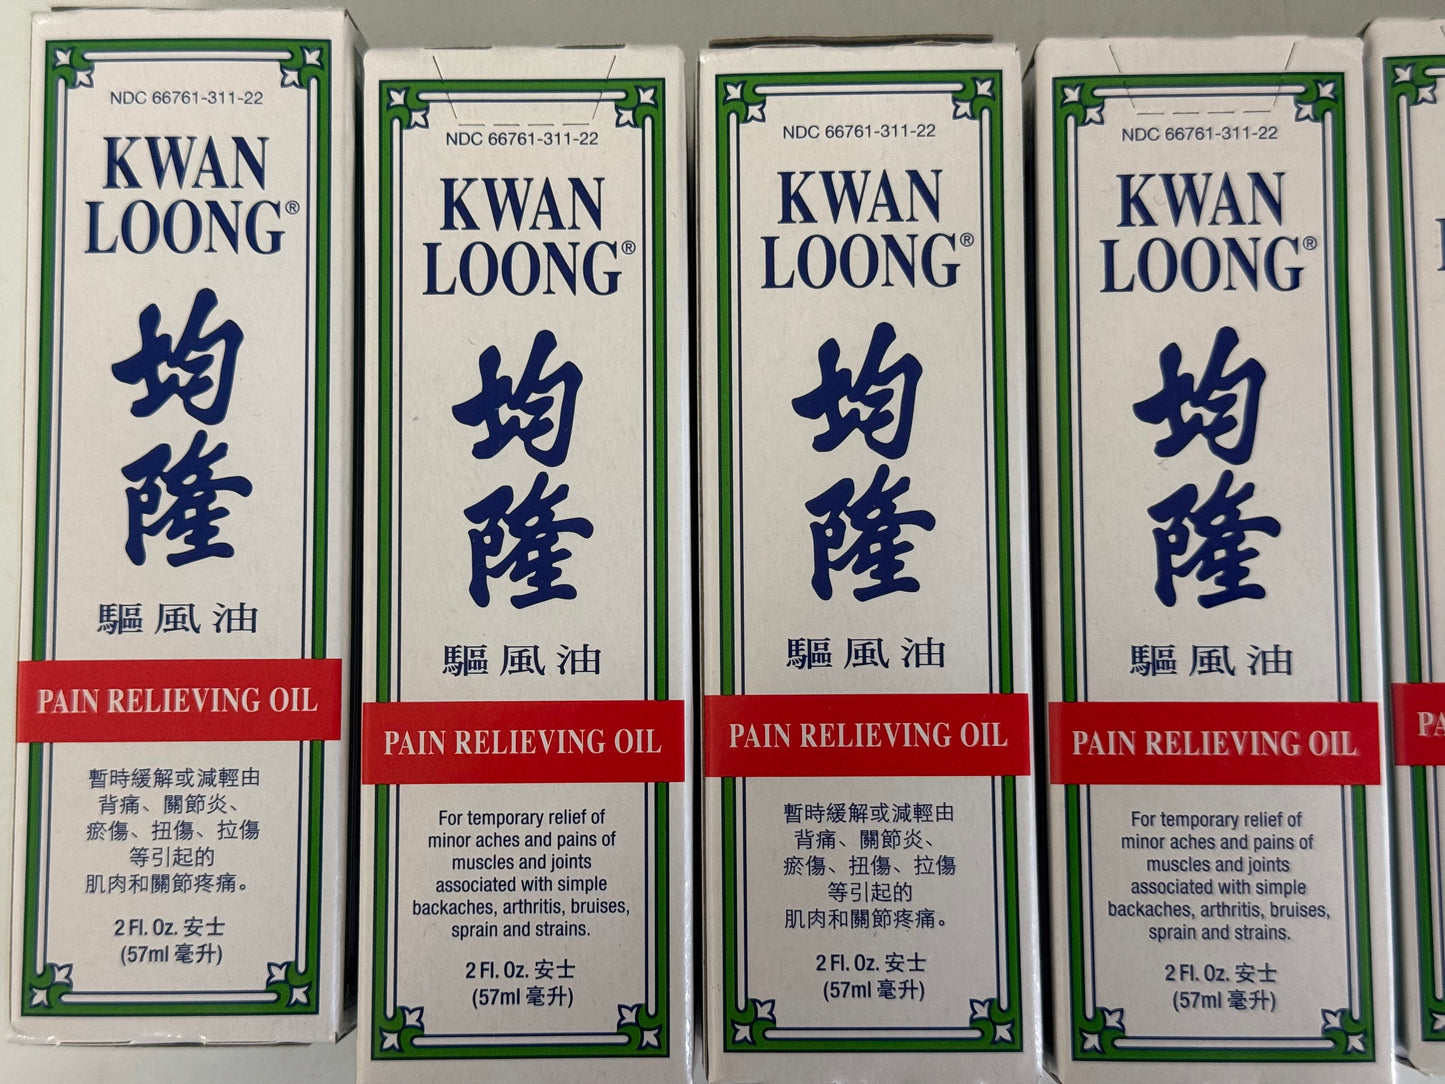 NDC 66761-311-22
KWAN
LOONG®
均
隆
驅風油
PAIN RELIEVING OIL
暫時緩解或減輕由
背痛、關節炎、
瘀傷、扭傷、拉傷
等引起的
肌肉和關節疼痛。
2 Fl. Oz. 安士
(57ml 毫升)
NDC 66761-311-22
KWAN
LOONG®
均
隆
驅風油
PAIN RELIEVING OIL
For temporary relief of
minor aches and pains of
muscles and joints
associated with simple
backaches, arthritis, bruises,
sprain and strains.
2 Fl. Oz. 安士
(57ml 毫升)
NDC 66761-311-22
KWAN
LOONG®
均
隆
驅風油
PAIN RELIEVING OIL
暫時緩解或減輕由
背痛、關節炎、
瘀傷、扭傷、拉傷
等引起的
肌肉和關節疼痛。
2 Fl. Oz. 安士
(57ml 毫升)
NDC 66761-311-22
KWAN
LOONG®
均
隆
驅風油
PAIN RELIEVING OIL
For temporary relief of
minor aches and pains of
muscles and joints
associated with simple
backaches, arthritis, bruises,
sprain and strains.
2 Fl. Oz. 安士
(57ml 毫升)
PA